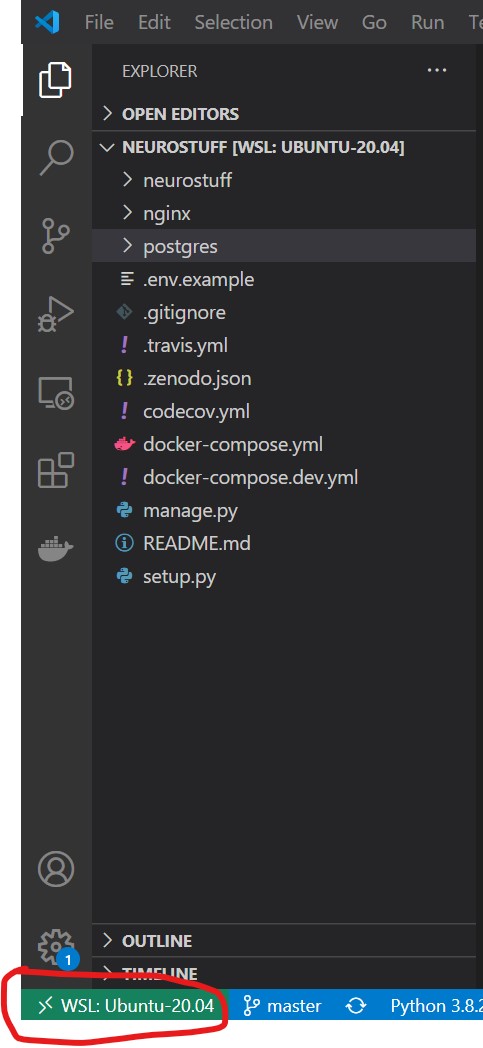 File Edit Selection View Go Run
EXPLORER
OPEN EDITORS
NEUROSTUFF [WSL: UBUNTU-20.04]
neurostuff
nginx
postgres
.env.example
.gitignore
.travis.yml
.zenodo.json
codecov.yml
docker-compose.yml
docker-compose.dev.yml
manage.py
README.md
setup.py
1
OUTLINE
TIMELINE
WSL: Ubuntu-20.04 master Python 3.8.2